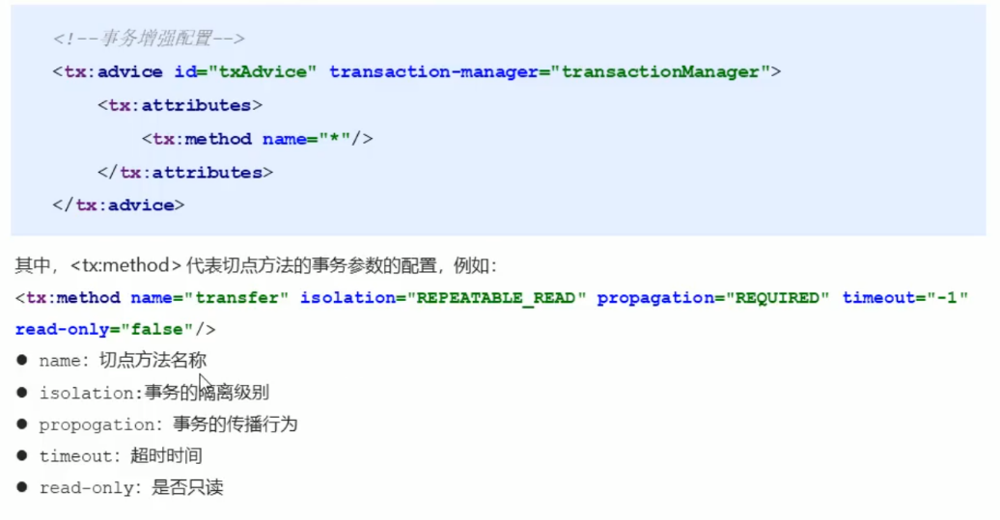 <!--事务增强配置-->
<tx:advice id="txAdvice" transaction-manager="transactionManager">
<tx:attributes>
<tx:method name="*"/>
</tx:attributes>
</tx:advice>
其中，<tx:method> 代表切点方法的事务参数的配置，例如：
<tx:method name="transfer" isolation="REPEATABLE_READ" propagation="REQUIRED" timeout="-1"
read-only="false"/>
● name：切点方法名称
● isolation:事务的隔离级别
● propogation：事务的传播行为
● timeout：超时时间
● read-only：是否只读